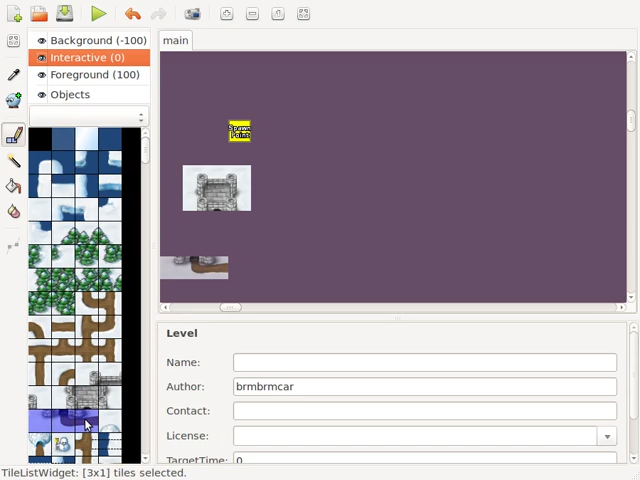 Background (-100)
Interactive (0)
Foreground (100)
Objects
main
Spawn
Point
Level
Name:
Author: brmbrmcar
Contact:
License:
TargetTime: 0
TileListWidget: [3x1] tiles selected.